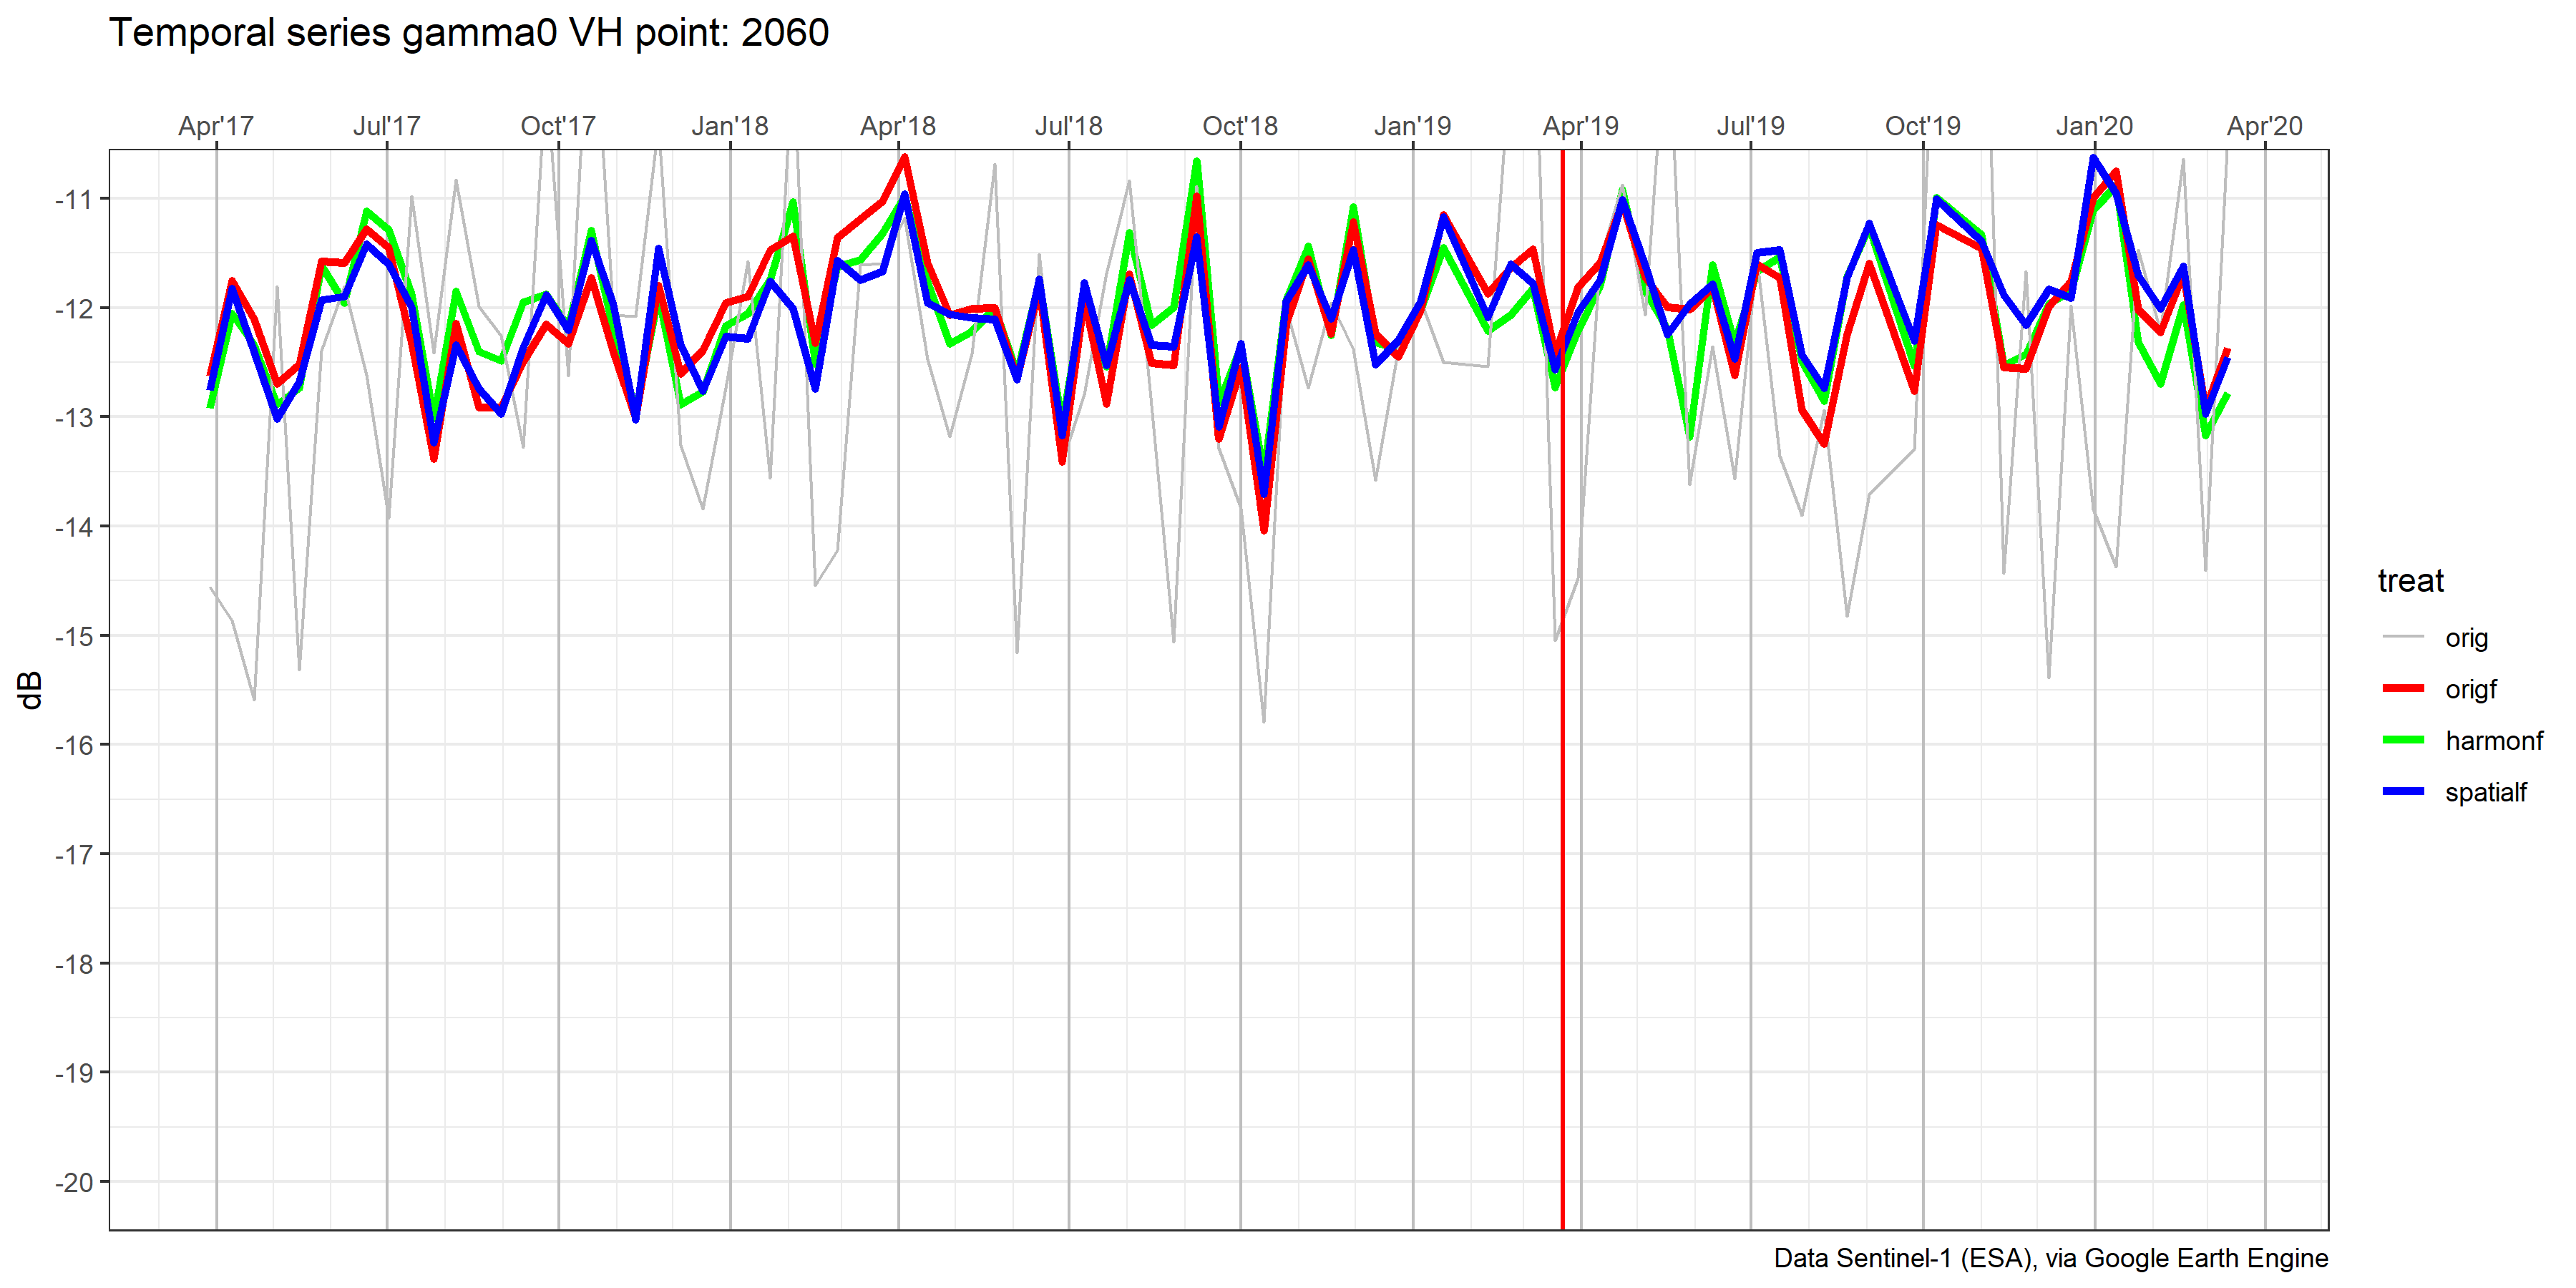 Temporal series gamma0 VH point: 2060
Apr'17 Jul'17 Oct'17 Jan'18 Apr'18 Jul'18 Oct'18 Jan'19 Apr'19 Jul'19 Oct'19 Jan'20 Apr'20
-11
-12
-13
-14
-15
-16
-17
-18
-19
-20
dB
treat
orig
origf
harmonf
spatialf
Data Sentinel-1 (ESA), via Google Earth Engine